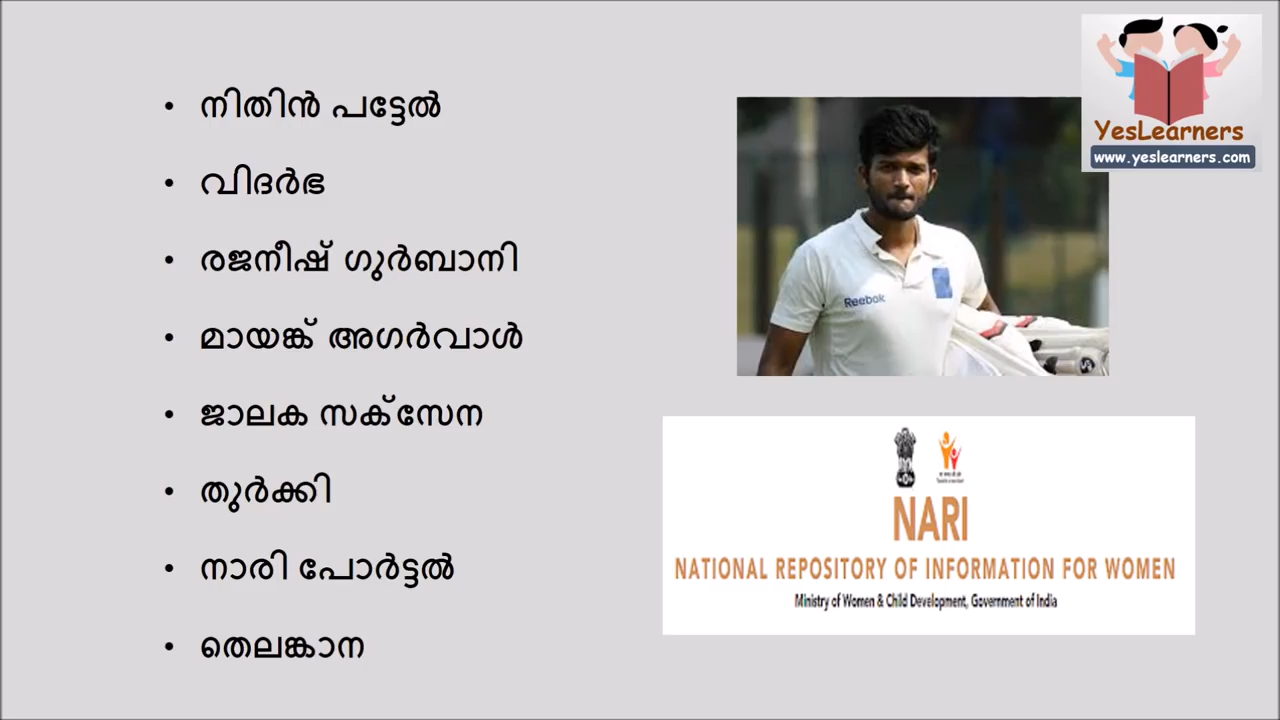 നിതിൻ പട്ടേൽ
വിദർഭ
രജനീഷ് ഗുർബാനി
മായങ്ക് അഗർവാൾ
ജാലക സക്സേന
തുർക്കി
നാരി പോർട്ടൽ
തെലങ്കാന
YesLearners
www.yeslearners.com
Reebok
NARI
NATIONAL REPOSITORY OF INFORMATION FOR WOMEN
Ministry of Women & Child Development, Government of India